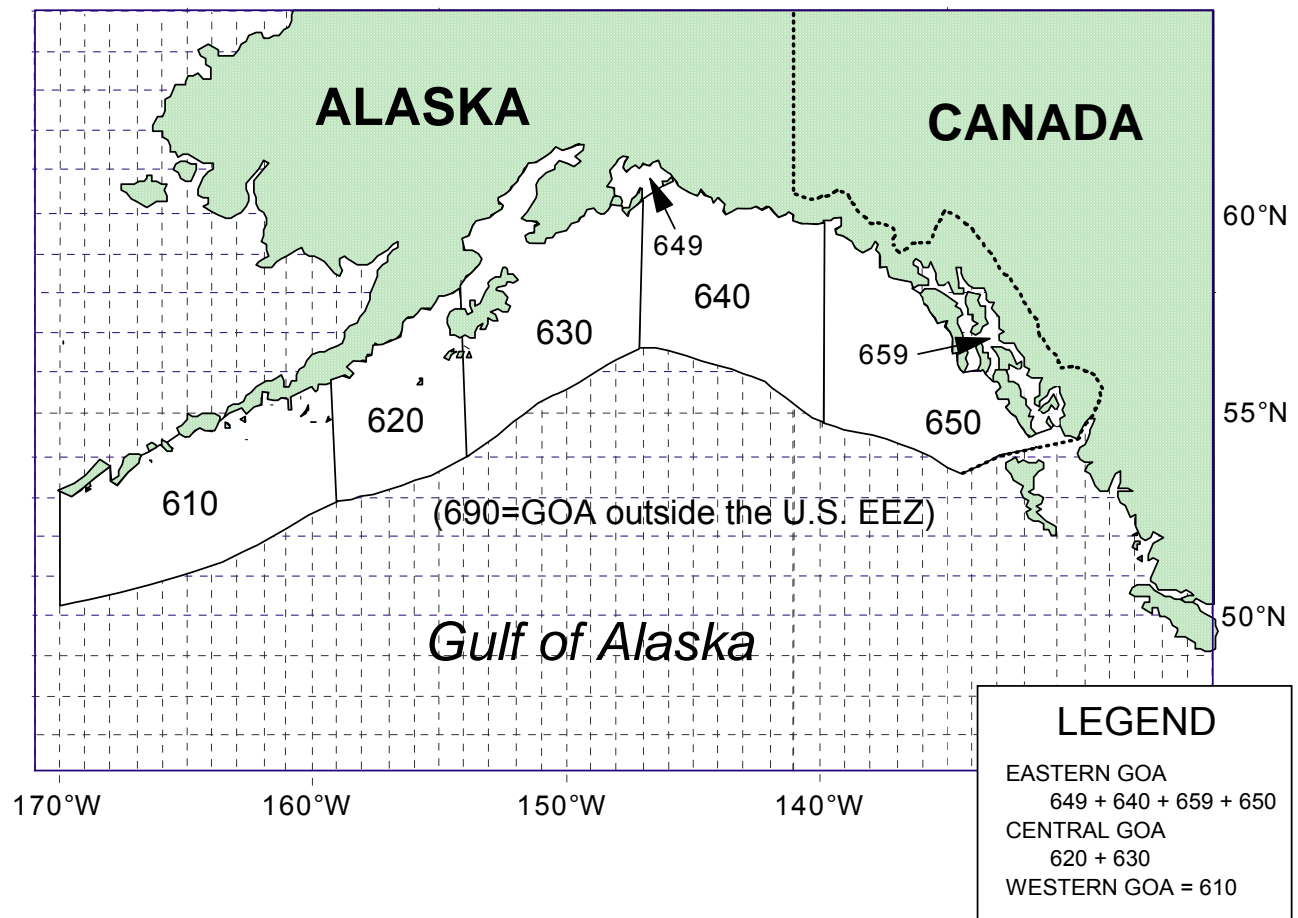 ALASKA
CANADA
60°N
649
640
630
659
55°N
620
650
610
(690=GOA outside the U.S. EEZ)
50°N
Gulf of Alaska
170°W
160°W
150°W
140°W
LEGEND
EASTERN GOA
649 + 640 + 659 + 650
CENTRAL GOA
620 + 630
WESTERN GOA = 610